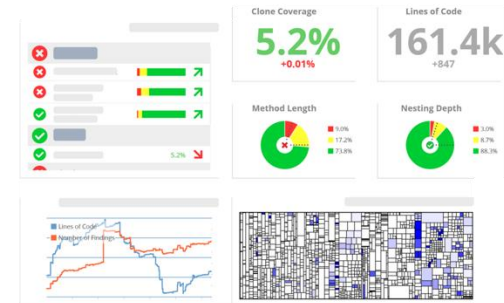 Clone Coverage
5.2%
+0.01%
Lines of Code
161.4k
+847
5.2%
Method Length
9.0%
17.2%
73.8%
Nesting Depth
3.0%
8.7%
88.3%
Lines of Code
Number of Findings